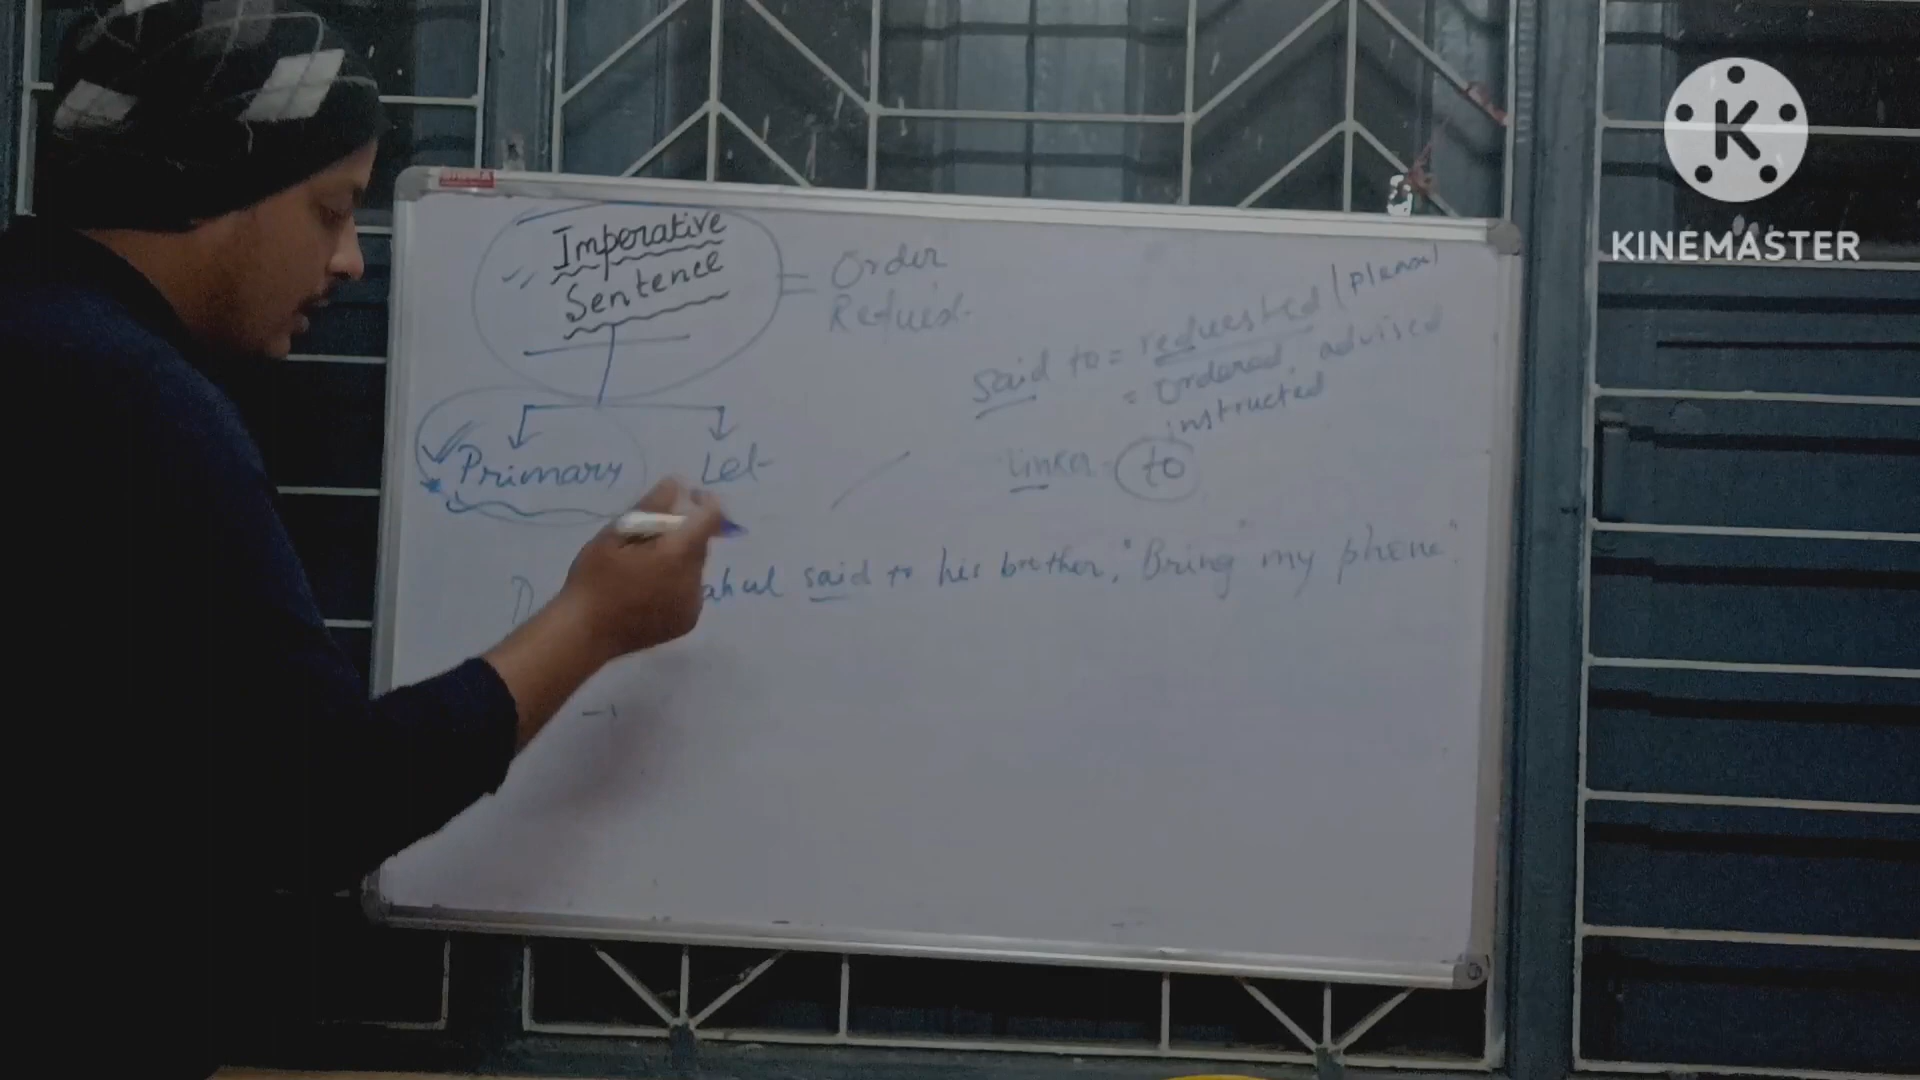 Imperative
Sentence
= Order
Request
Said to = requested / please
= ordered, advised
instructed
Primary
Let
Linker = to
ahul said to his brother, "Bring" my phone".
KINEMASTER